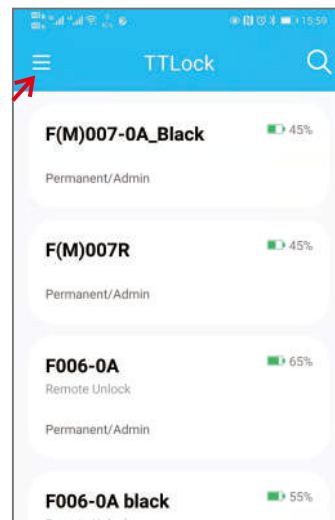 15:59
TTLock
F(M)007-0A_Black
45%
Permanent/Admin
F(M)007R
45%
Permanent/Admin
F006-0A
65%
Remote Unlock
Permanent/Admin
F006-0A black
55%